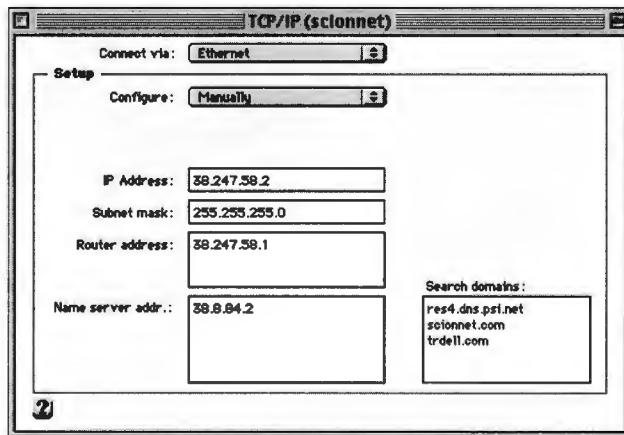 TCP/IP (scionnet)
Connect via: Ethernet
Setup
Configure: Manually
IP Address: 38.247.58.2
Subnet mask: 255.255.255.0
Router address: 38.247.58.1
Name server addr.: 38.8.84.2
Search domains:
res4.dns.psi.net
scionnet.com
trdell.com
?